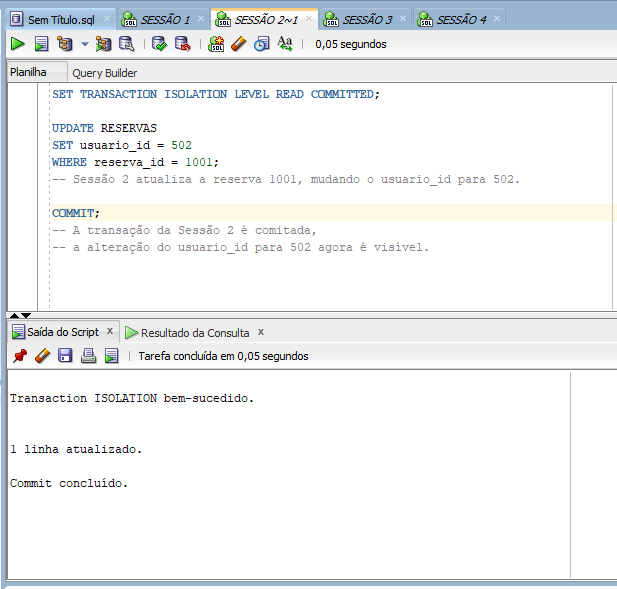 Sem Título.sql SESSÃO 1 SESSÃO 2~1 SESSÃO 3 SESSÃO 4
0,05 segundos
Planilha Query Builder
SET TRANSACTION ISOLATION LEVEL READ COMMITTED;
UPDATE RESERVAS
SET usuario_id = 502
WHERE reserva_id = 1001;
-- Sessão 2 atualiza a reserva 1001, mudando o usuario_id para 502.
COMMIT;
-- A transação da Sessão 2 é comitada,
-- a alteração do usuario_id para 502 agora é visível.
Saída do Script x Resultado da Consulta x
Tarefa concluída em 0,05 segundos
Transaction ISOLATION bem-sucedido.
1 linha atualizado.
Commit concluído.